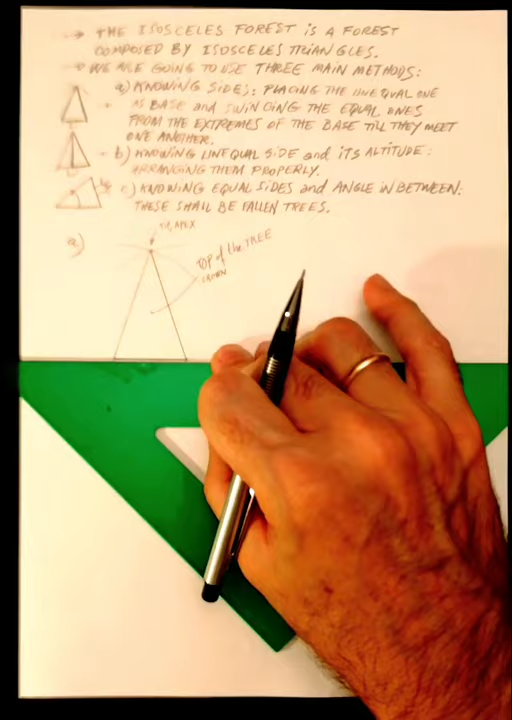 → THE ISOSCELES FOREST IS A FOREST
COMPOSED BY ISOSCELES TRIANGLES.
→ WE ARE GOING TO USE THREE MAIN METHODS:
a) KNOWING SIDES: PLACING THE UNEQUAL ONE
AS BASE and SWINGING THE EQUAL ONES
FROM THE EXTREMES OF THE BASE TILL THEY MEET
ONE ANOTHER.
b) KNOWING UNEQUAL SIDE and ITS ALTITUDE:
ARRANGING THEM PROPERLY.
c) KNOWING EQUAL SIDES and ANGLE IN BETWEEN:
THESE SHALL BE FALLEN TREES.
a)
APEX
TOP of the TREE
CROWN